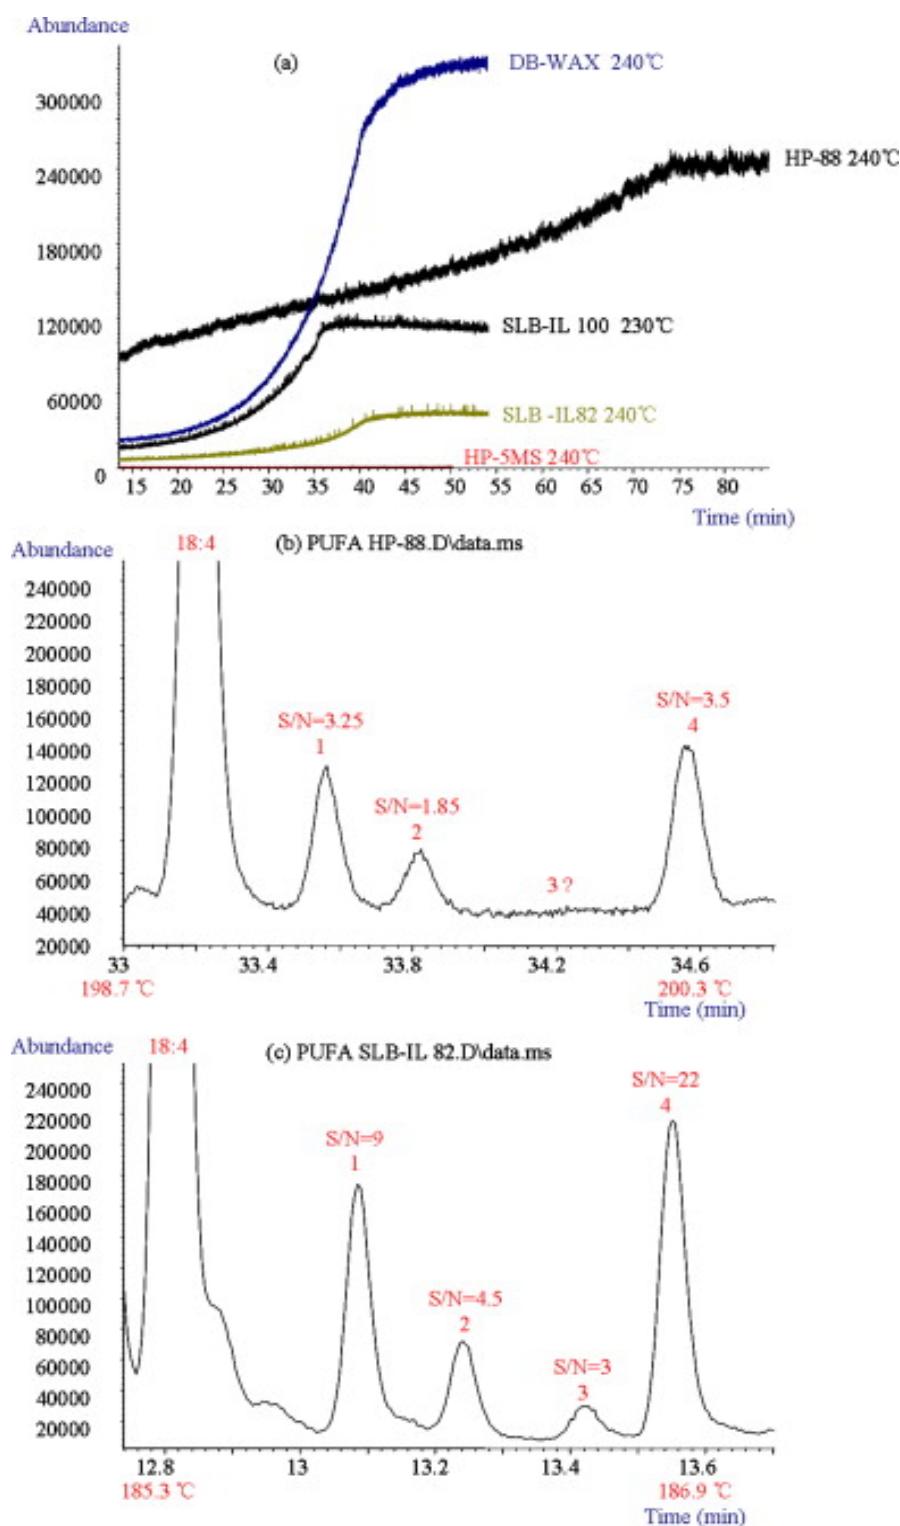 Abundance
(a)
DB-WAX 240℃
300000
HP-88 240℃
240000
180000
SLB-IL 100 230℃
120000
60000
SLB -IL82 240℃
HP-5MS 240℃
0
15 20 25 30 35 40 45 50 55 60 65 70 75 80
Time (min)
Abundance
18:4
(b) PUFA HP-88.D\data.ms
240000
220000
200000
180000
S/N=3.5
4
160000
S/N=3.25
1
140000
120000
S/N=1.85
2
100000
80000
60000
3 ?
40000
20000
33 33.4 33.8 34.2 34.6
198.7 ℃ 200.3 ℃
Time (min)
Abundance
18:4
(c) PUFA SLB-IL 82.D\data.ms
240000
S/N=22
4
220000
200000
S/N=9
1
180000
160000
140000
120000
100000
S/N=4.5
2
80000
60000
S/N=3
3
40000
20000
12.8 13 13.2 13.4 13.6
185.3 ℃ 186.9 ℃
Time (min)